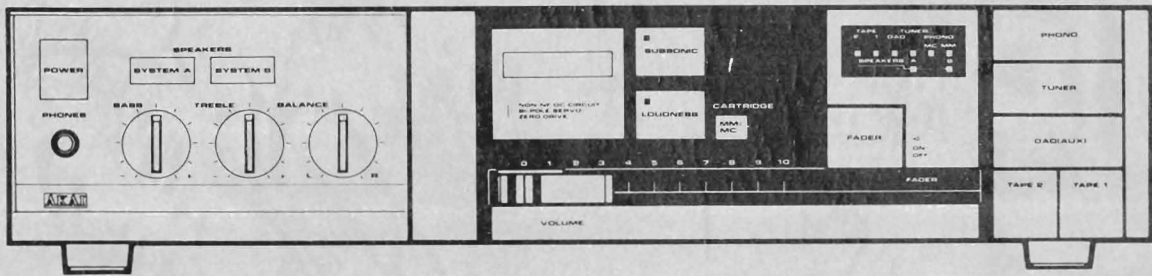 POWER
SPEAKERS
SYSTEM A
SYSTEM B
BASS
TREBLE
BALANCE
PHONES
L
R
AKAI
NON NF DC CIRCUIT
BI-POLE SERVO
ZERO DRIVE
SUBSONIC
LOUDNESS
CARTRIDGE
MM/
MC
0 1 2 3 4 5 6 7 8 9 10
VOLUME
TAPE
TUNER
2
DAD
PHONO
MC MM
SPEAKERS A
B
FADER
ON
OFF
FADER
PHONO
TUNER
DAD(AUX)
TAPE 2
TAPE 1